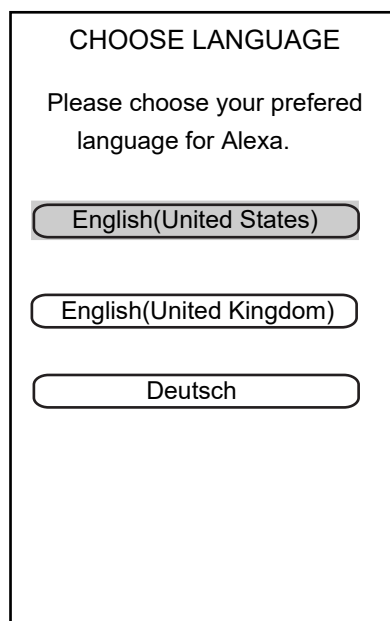 CHOOSE LANGUAGE
Please choose your prefered
language for Alexa.
English(United States)
English(United Kingdom)
Deutsch